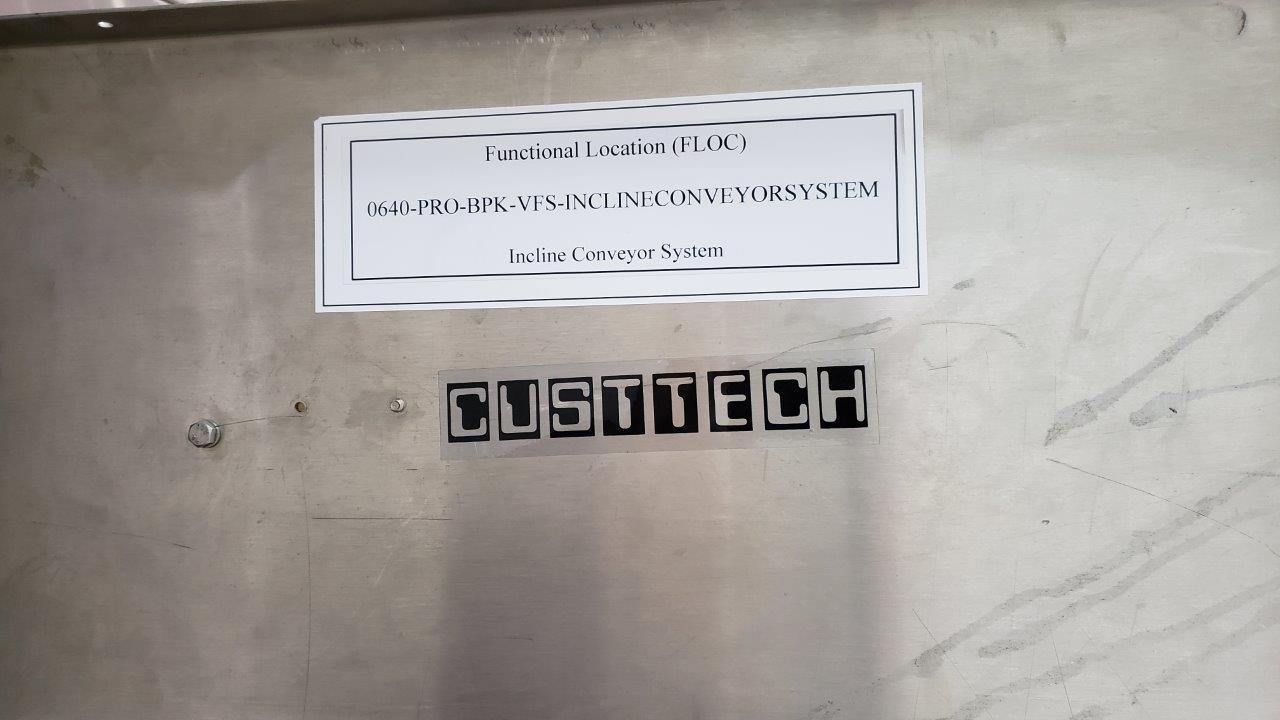 Functional Location (FLOC)
0640-PRO-BPK-VFS-INCLINECONVEYORSYSTEM
Incline Conveyor System
CUSTTECH